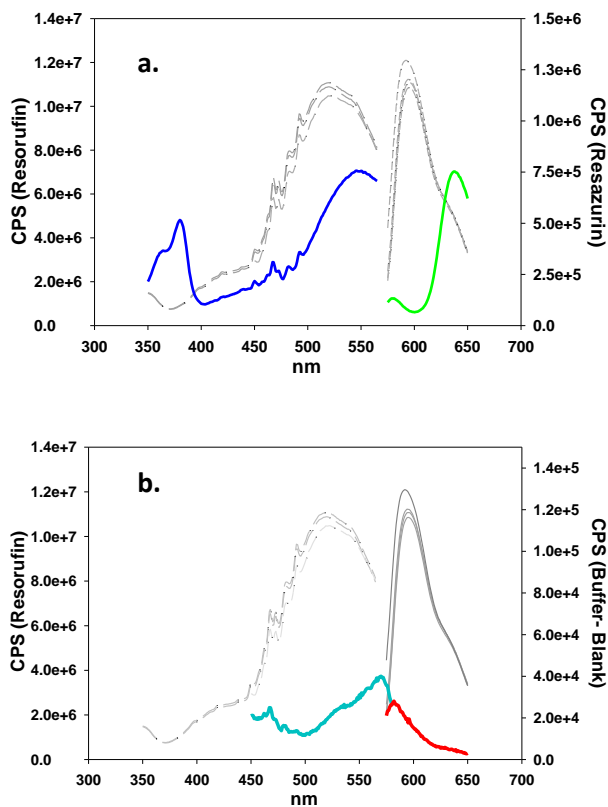 a.
CPS (Resorufin)
1.4e+7
1.2e+7
1.0e+7
8.0e+6
6.0e+6
4.0e+6
2.0e+6
0.0
1.5e+6
1.3e+6
1.0e+6
7.5e+5
5.0e+5
2.5e+5
0.0
CPS (Resazurin)
300 350 400 450 500 550 600 650 700
nm
b.
CPS (Resorufin)
1.4e+7
1.2e+7
1.0e+7
8.0e+6
6.0e+6
4.0e+6
2.0e+6
0.0
1.4e+5
1.2e+5
1.0e+5
8.0e+4
6.0e+4
4.0e+4
2.0e+4
0.0
CPS (Buffer- Blank)
300 350 400 450 500 550 600 650 700
nm